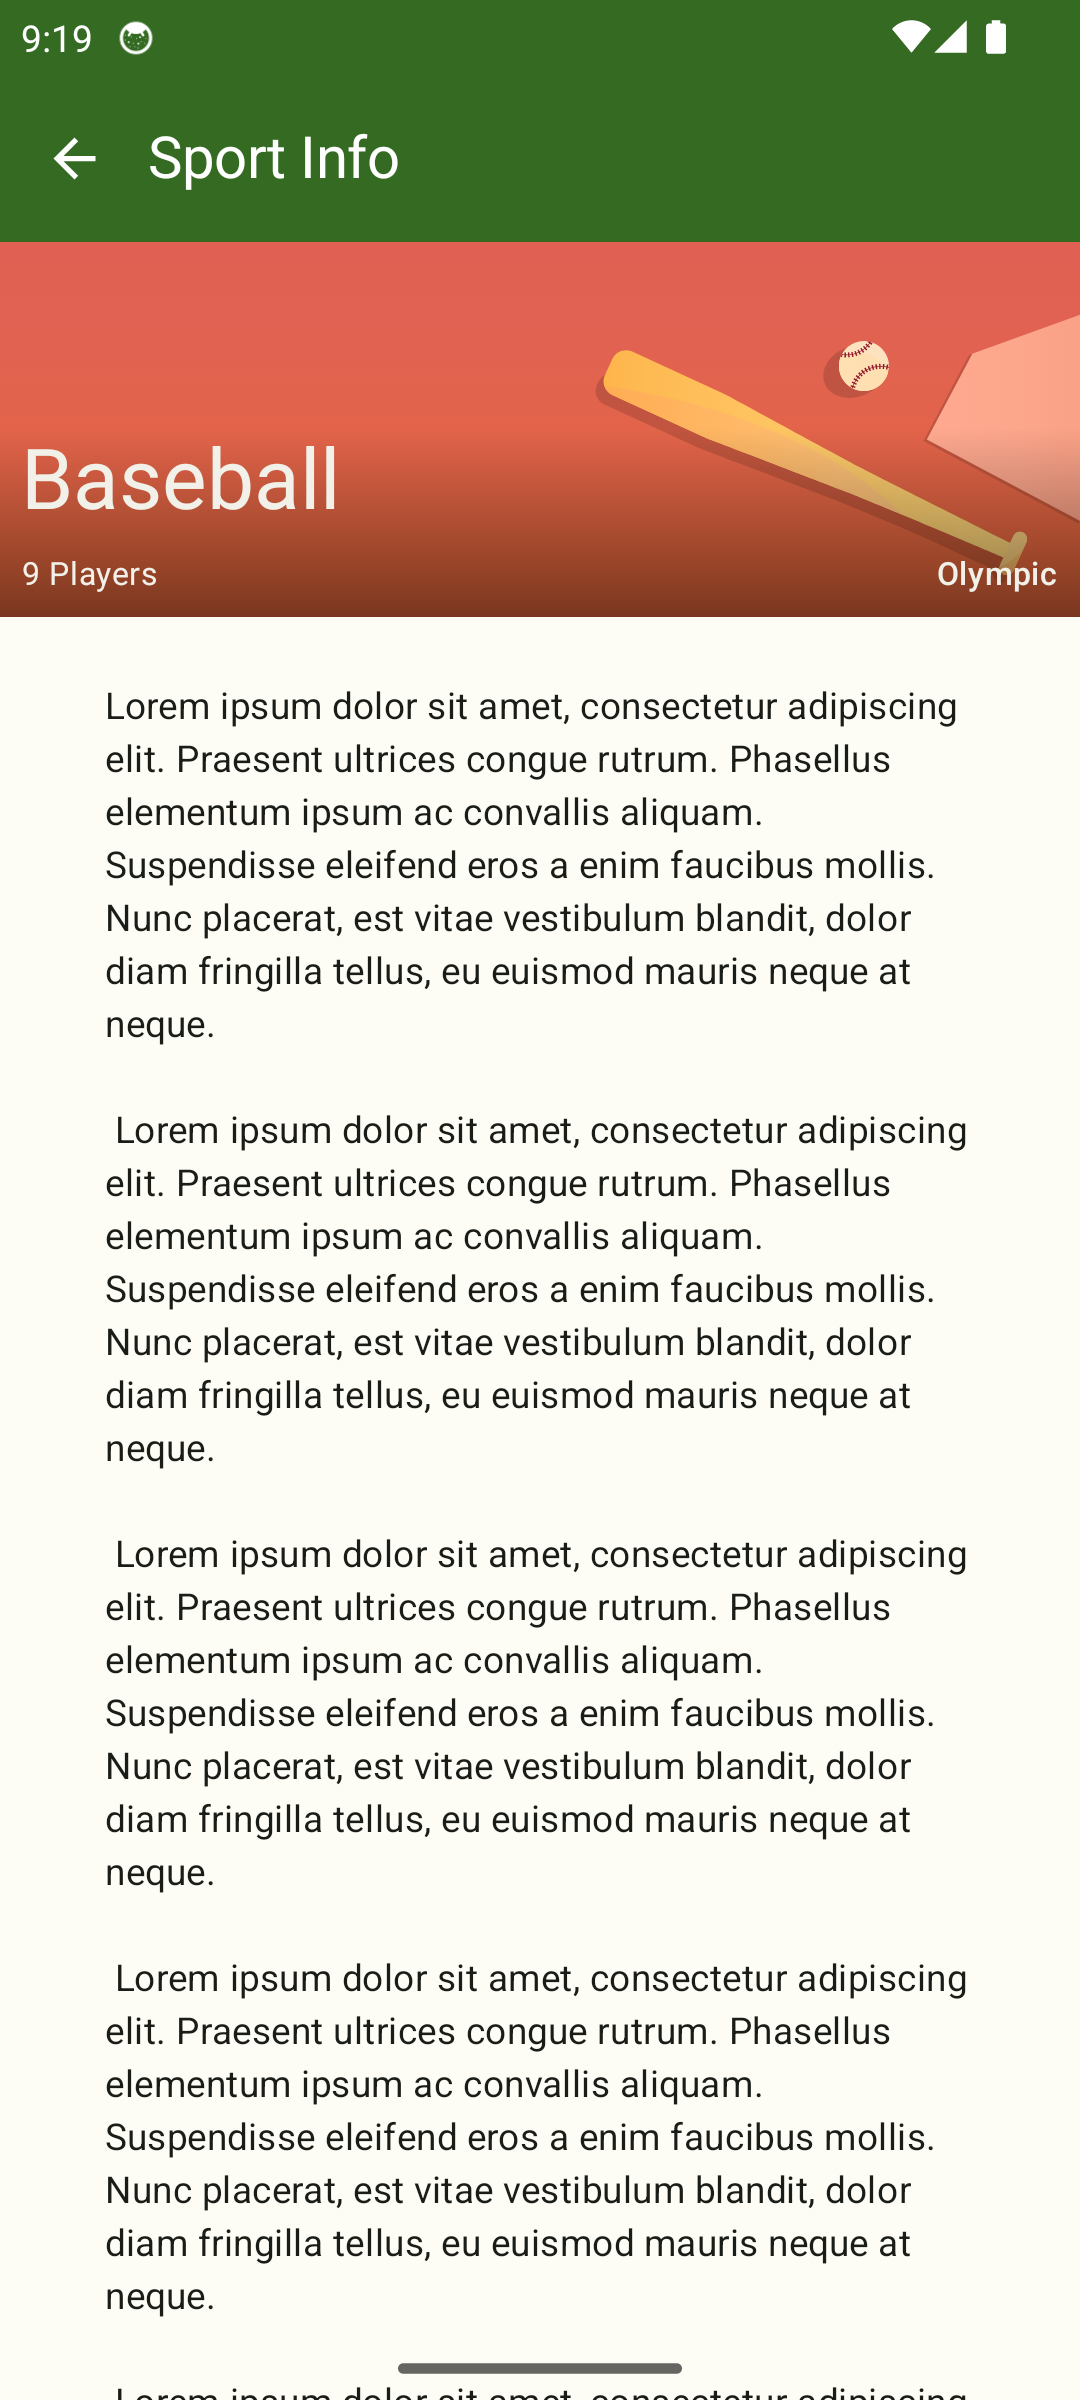 9:19
Sport Info
Baseball
9 Players
Olympic
Lorem ipsum dolor sit amet, consectetur adipiscing
elit. Praesent ultrices congue rutrum. Phasellus
elementum ipsum ac convallis aliquam.
Suspendisse eleifend eros a enim faucibus mollis.
Nunc placerat, est vitae vestibulum blandit, dolor
diam fringilla tellus, eu euismod mauris neque at
neque.
Lorem ipsum dolor sit amet, consectetur adipiscing
elit. Praesent ultrices congue rutrum. Phasellus
elementum ipsum ac convallis aliquam.
Suspendisse eleifend eros a enim faucibus mollis.
Nunc placerat, est vitae vestibulum blandit, dolor
diam fringilla tellus, eu euismod mauris neque at
neque.
Lorem ipsum dolor sit amet, consectetur adipiscing
elit. Praesent ultrices congue rutrum. Phasellus
elementum ipsum ac convallis aliquam.
Suspendisse eleifend eros a enim faucibus mollis.
Nunc placerat, est vitae vestibulum blandit, dolor
diam fringilla tellus, eu euismod mauris neque at
neque.
Lorem ipsum dolor sit amet, consectetur adipiscing
elit. Praesent ultrices congue rutrum. Phasellus
elementum ipsum ac convallis aliquam.
Suspendisse eleifend eros a enim faucibus mollis.
Nunc placerat, est vitae vestibulum blandit, dolor
diam fringilla tellus, eu euismod mauris neque at
neque.
Lorem ipsum dolor sit amet, consectetur adipiscing